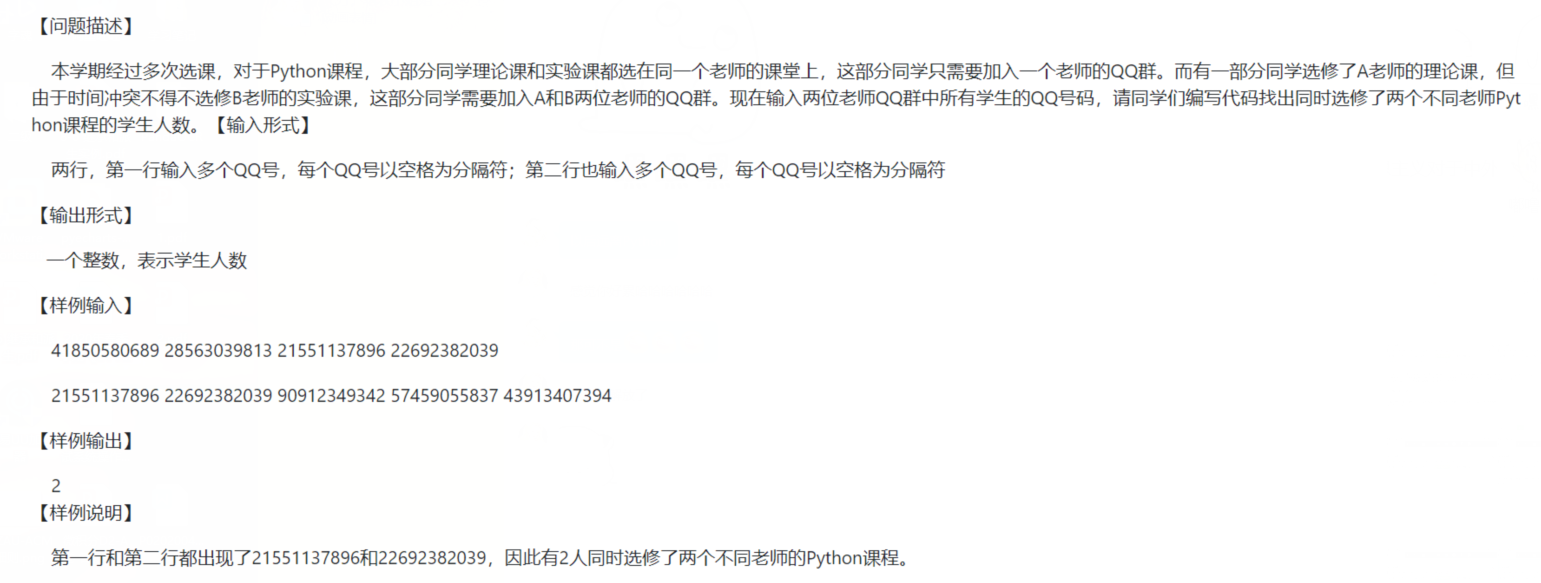 【问题描述】
本学期经过多次选课，对于Python课程，大部分同学理论课和实验课都选在同一个老师的课堂上，这部分同学只需要加入一个老师的QQ群。而有一部分同学选修了A老师的理论课，但
由于时间冲突不得不选修B老师的实验课，这部分同学需要加入A和B两位老师的QQ群。现在输入两位老师QQ群中所有学生的QQ号码，请同学们编写代码找出同时选修了两个不同老师Pyt
hon课程的学生人数。【输入形式】
两行，第一行输入多个QQ号，每个QQ号以空格为分隔符；第二行也输入多个QQ号，每个QQ号以空格为分隔符
【输出形式】
一个整数，表示学生人数
【样例输入】
41850580689 28563039813 21551137896 22692382039
21551137896 22692382039 90912349342 57459055837 43913407394
【样例输出】
2
【样例说明】
第一行和第二行都出现了21551137896和22692382039，因此有2人同时选修了两个不同老师的Python课程。